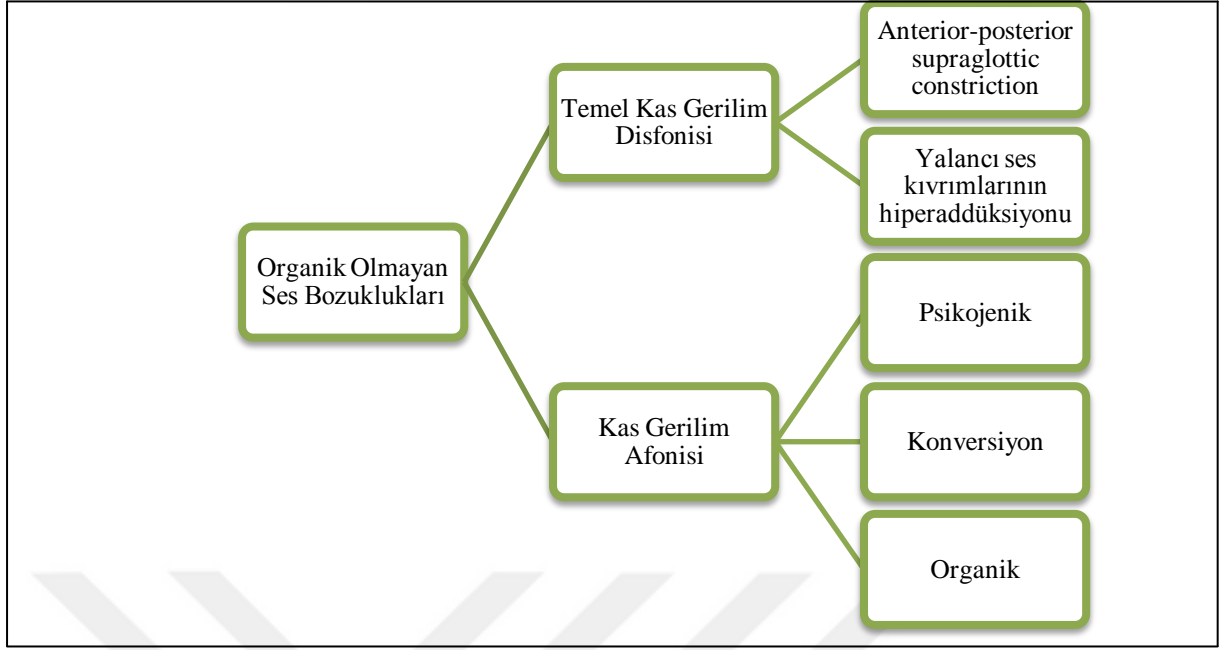 Organik Olmayan
Ses Bozuklukları
Temel Kas Gerilim
Disfonisi
Anterior-posterior
supraglottic
constriction
Yalancı ses
kıvrımlarının
hiperaddüksiyonu
Kas Gerilim
Afonisi
Psikojenik
Konversiyon
Organik